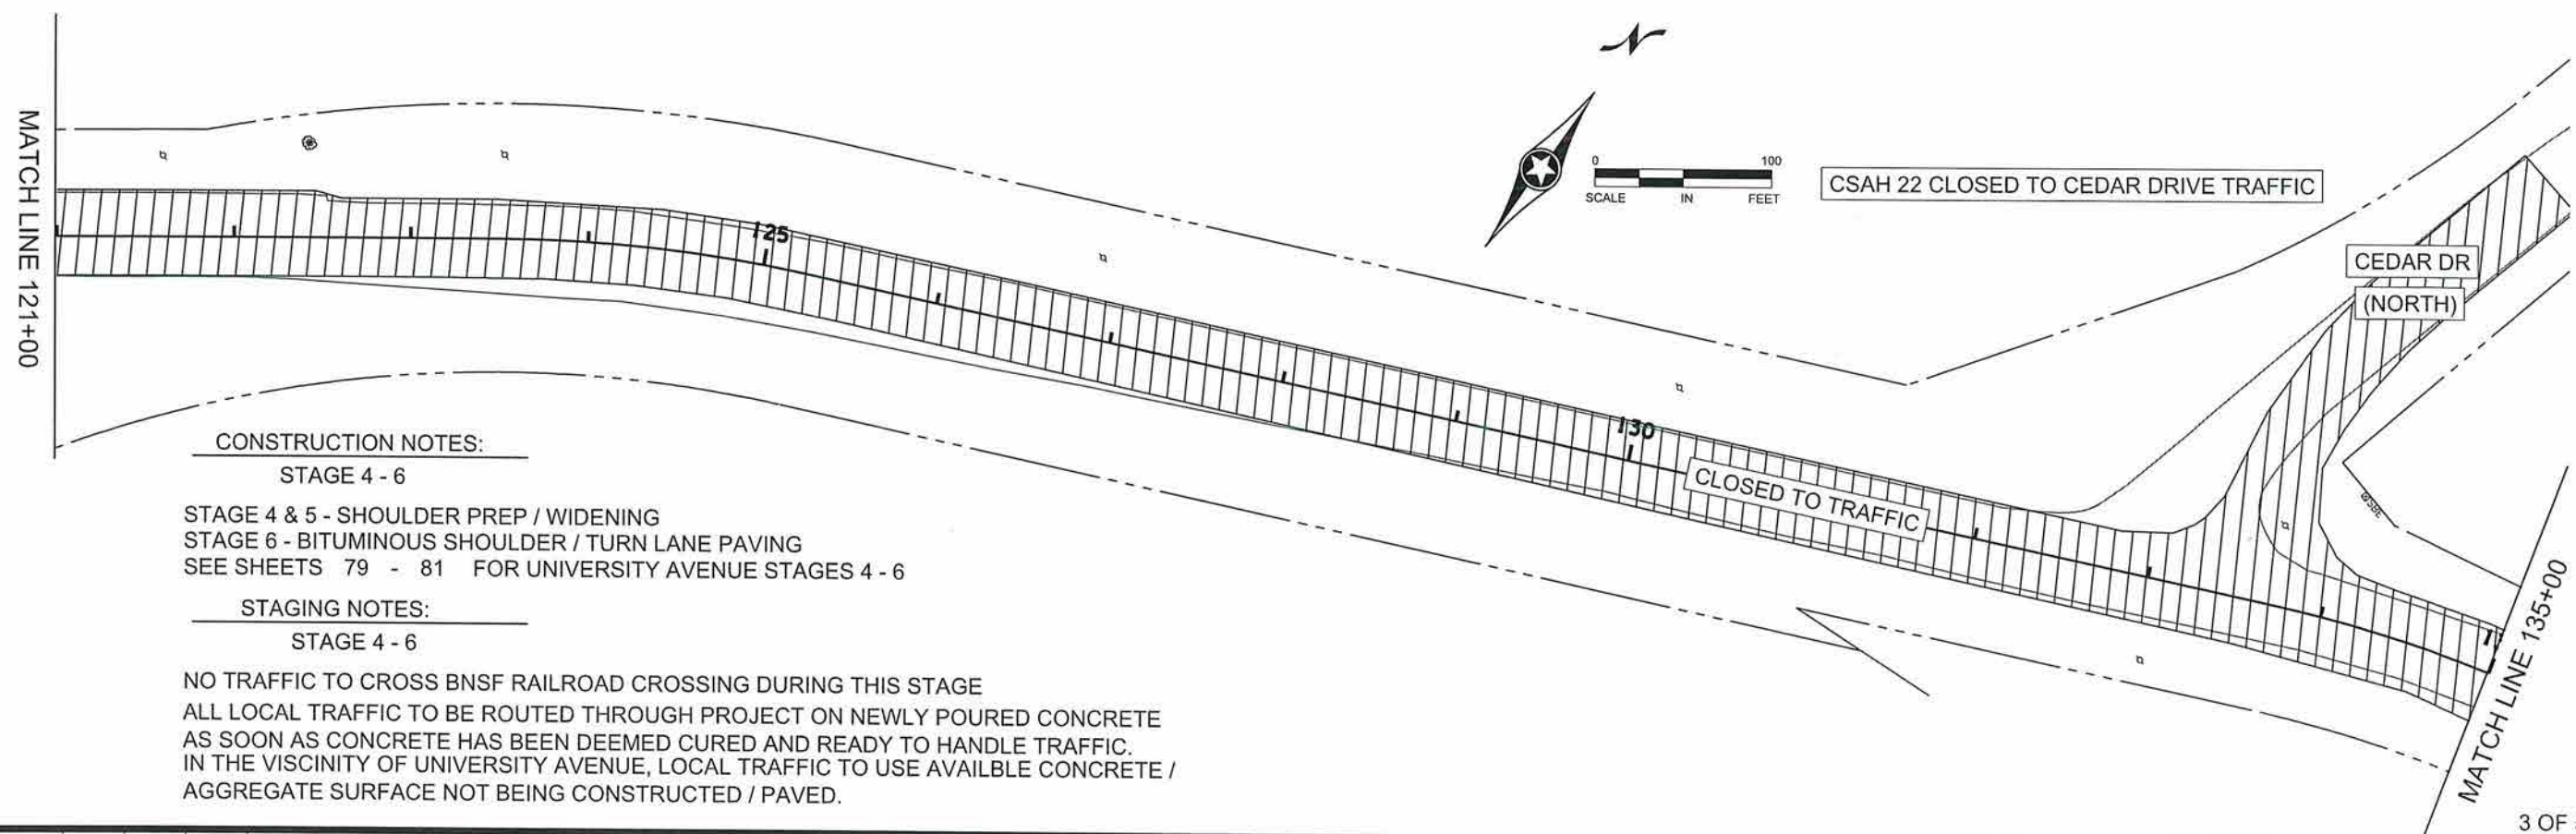 N
MATCH LINE 121+00
0 100
SCALE IN FEET
CSAH 22 CLOSED TO CEDAR DRIVE TRAFFIC
125
CEDAR DR
(NORTH)
130
CLOSED TO TRAFFIC
CONSTRUCTION NOTES:
STAGE 4 - 6
STAGE 4 & 5 - SHOULDER PREP / WIDENING
STAGE 6 - BITUMINOUS SHOULDER / TURN LANE PAVING
SEE SHEETS 79 - 81 FOR UNIVERSITY AVENUE STAGES 4 - 6
STAGING NOTES:
STAGE 4 - 6
NO TRAFFIC TO CROSS BNSF RAILROAD CROSSING DURING THIS STAGE
ALL LOCAL TRAFFIC TO BE ROUTED THROUGH PROJECT ON NEWLY POURED CONCRETE
AS SOON AS CONCRETE HAS BEEN DEEMED CURED AND READY TO HANDLE TRAFFIC.
IN THE VISCINITY OF UNIVERSITY AVENUE, LOCAL TRAFFIC TO USE AVAILBLE CONCRETE /
AGGREGATE SURFACE NOT BEING CONSTRUCTED / PAVED.
MATCH LINE 135+00
3 OF